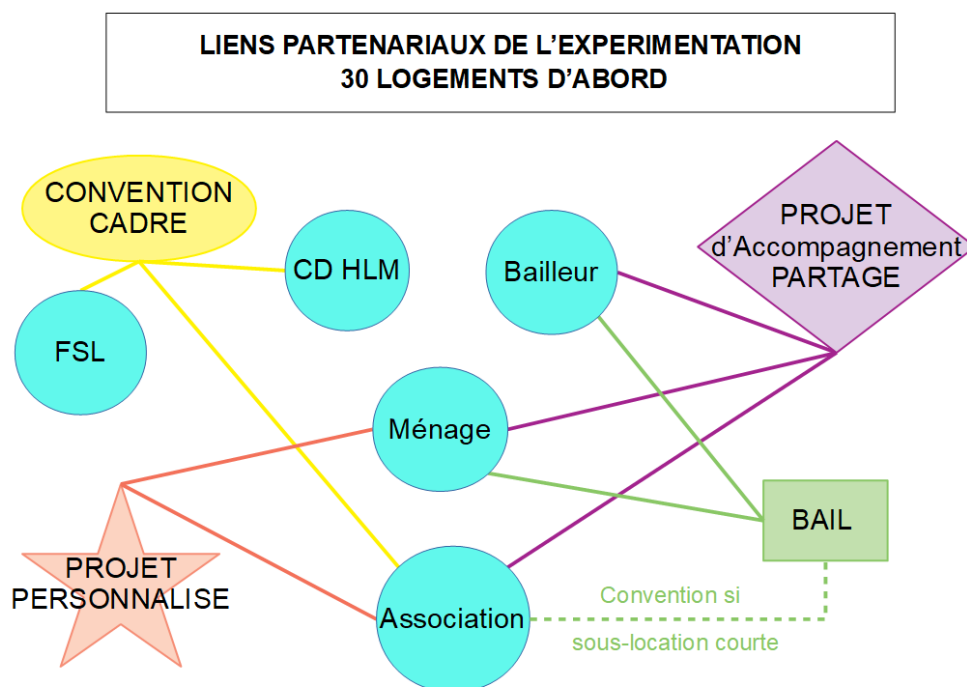 LIENS PARTENARIAUX DE L’EXPERIMENTATION
30 LOGEMENTS D’ABORD
CONVENTION
CADRE
CD HLM
Bailleur
PROJET
d’Accompagnement
PARTAGE
FSL
Ménage
BAIL
PROJET
PERSONNALISE
Association
Convention si
sous-location courte